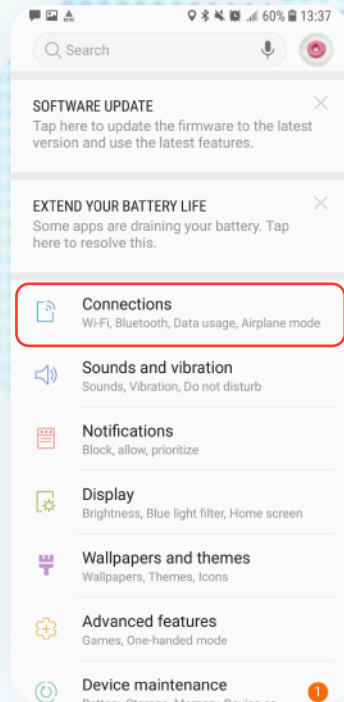 60% 13:37
Search
SOFTWARE UPDATE
Tap here to update the firmware to the latest
version and use the latest features.
EXTEND YOUR BATTERY LIFE
Some apps are draining your battery. Tap
here to resolve this.
Connections
Wi-Fi, Bluetooth, Data usage, Airplane mode
Sounds and vibration
Sounds, Vibration, Do not disturb
Notifications
Block, allow, prioritize
Display
Brightness, Blue light filter, Home screen
Wallpapers and themes
Wallpapers, Themes, Icons
Advanced features
Games, One-handed mode
Device maintenance
1
Battery, Storage, Memory, Device